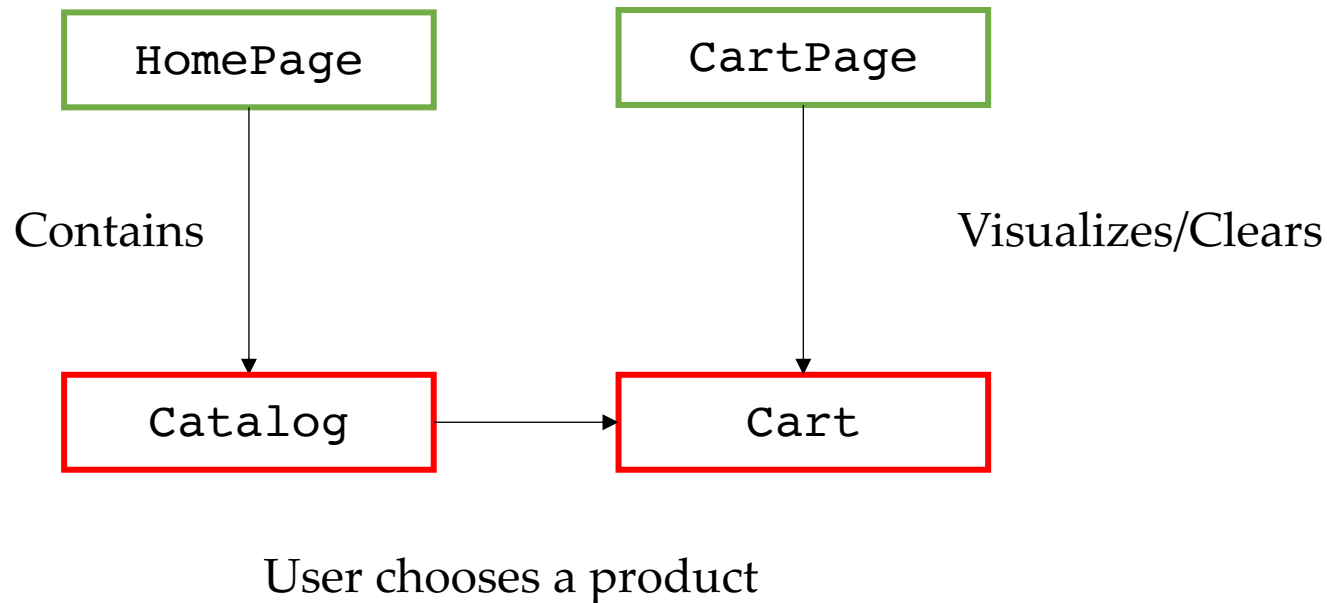 HomePage
CartPage
Contains
Visualizes/Clears
Catalog
Cart
User chooses a product